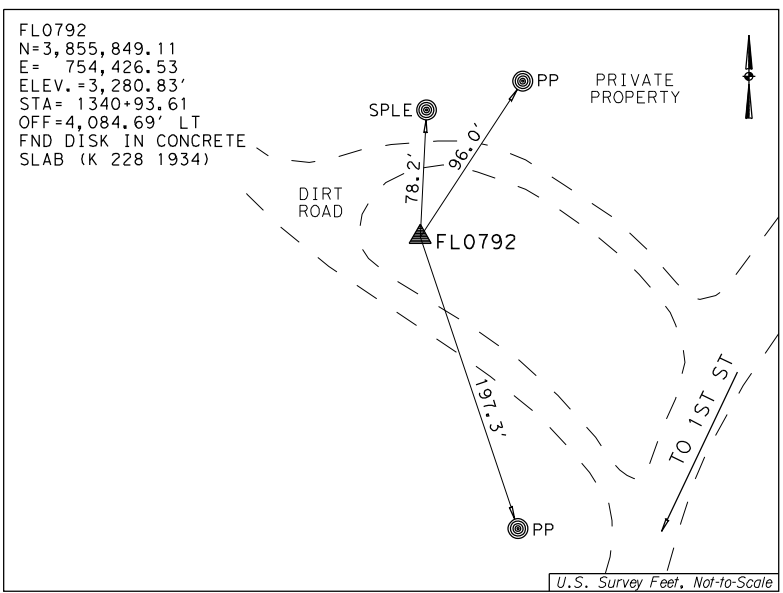 FL0792
N=3,855,849.11
E= 754,426.53
ELEV.=3,280.83'
STA= 1340+93.61
OFF=4,084.69' LT
FND DISK IN CONCRETE
SLAB (K 228 1934)
SPLE
PP
PRIVATE
PROPERTY
78.2'
96.0'
DIRT
ROAD
FL0792
197.3'
TO 1ST ST
PP
U.S. Survey Feet, Not-to-Scale